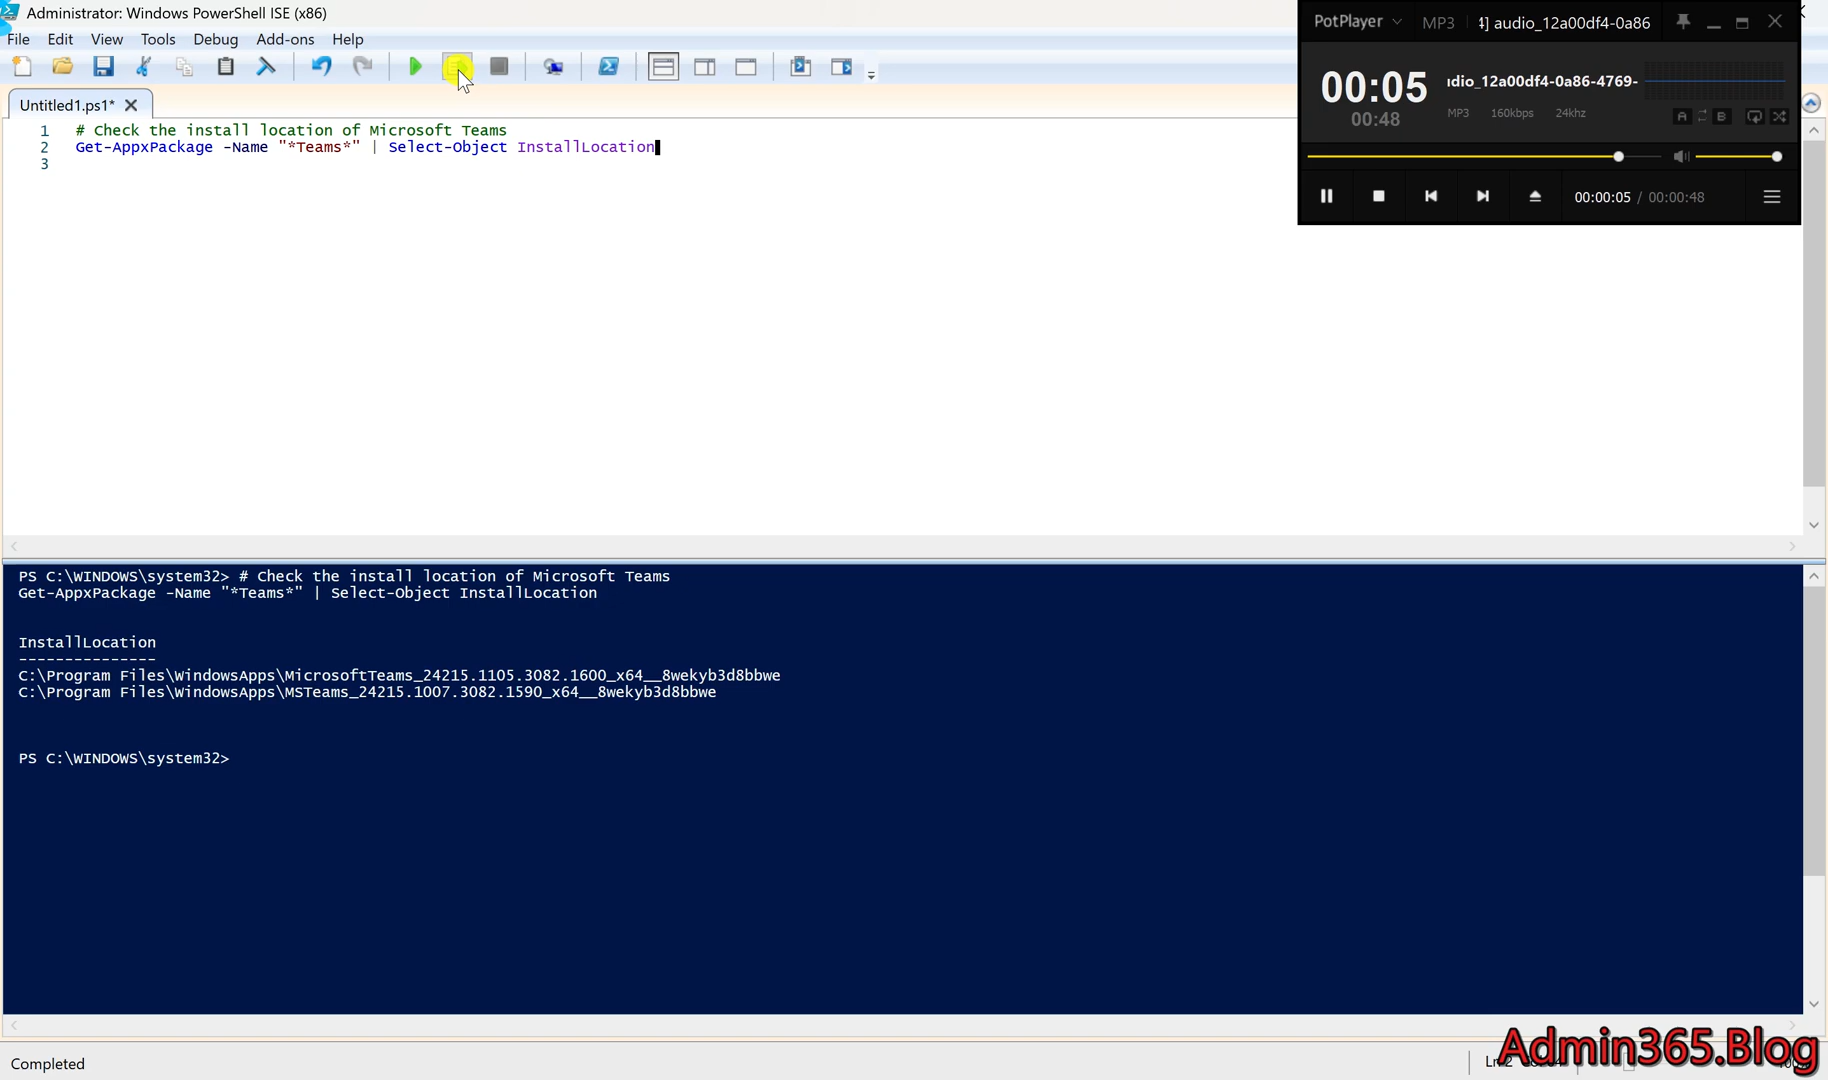 Administrator: Windows PowerShell ISE (x86)
File Edit View Tools Debug Add-ons Help
PotPlayer MP3 audio_12a00df4-0a86
00:05 dio_12a00df4-0a86-4769-
00:48 MP3 160kbps 24khz A B
00:00:05 / 00:00:48
Untitled1.ps1*
1 # Check the install location of Microsoft Teams
2 Get-AppxPackage -Name "*Teams*" | Select-Object InstallLocation
3
PS C:\WINDOWS\system32> # Check the install location of Microsoft Teams
Get-AppxPackage -Name "*Teams*" | Select-Object InstallLocation
InstallLocation
---------------
C:\Program Files\WindowsApps\MicrosoftTeams_24215.1105.3082.1600_x64__8wekyb3d8bbwe
C:\Program Files\WindowsApps\MSTeams_24215.1007.3082.1590_x64__8wekyb3d8bbwe
PS C:\WINDOWS\system32>
Admin365.Blog
Completed